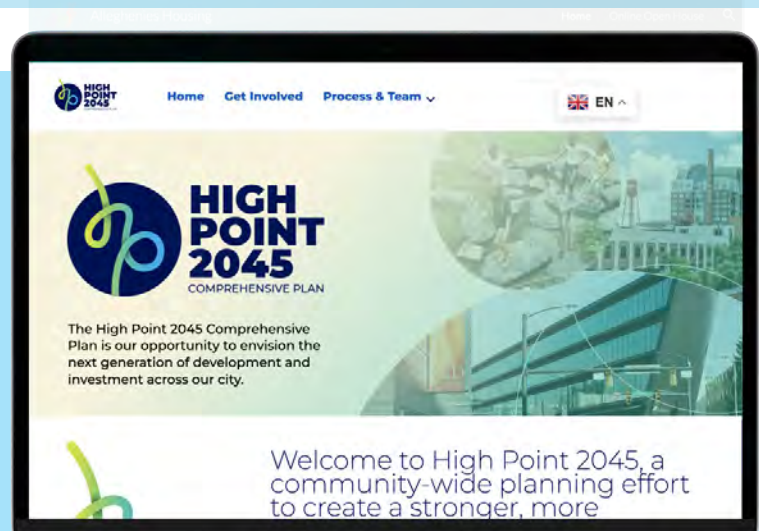 HIGH
POINT
2045
Home Get Involved Process & Team
EN
HIGH
POINT
2045
COMPREHENSIVE PLAN
The High Point 2045 Comprehensive
Plan is our opportunity to envision the
next generation of development and
investment across our city.
Welcome to High Point 2045, a
community-wide planning effort
to create a stronger, more